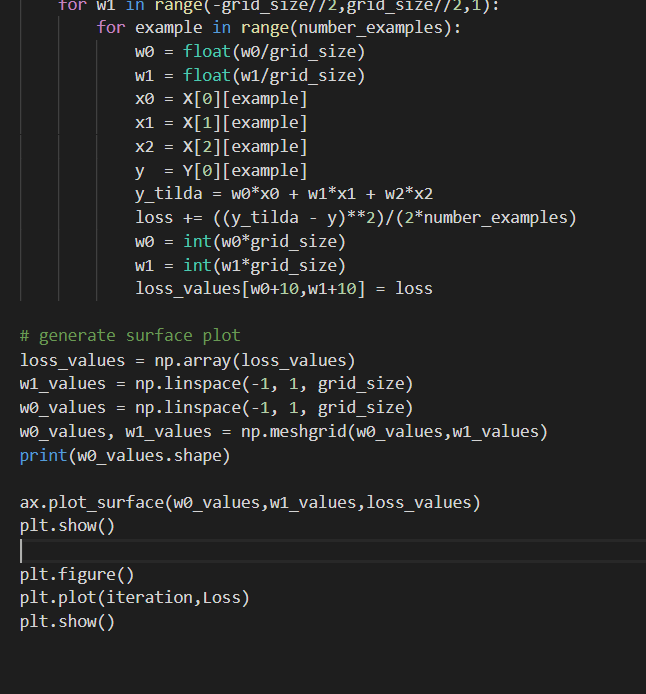 for w1 in range(-grid_size//2,grid_size//2,1):
for example in range(number_examples):
w0 = float(w0/grid_size)
w1 = float(w1/grid_size)
x0 = X[0][example]
x1 = X[1][example]
x2 = X[2][example]
y  = Y[0][example]
y_tilda = w0*x0 + w1*x1 + w2*x2
loss += ((y_tilda - y)**2)/(2*number_examples)
w0 = int(w0*grid_size)
w1 = int(w1*grid_size)
loss_values[w0+10,w1+10] = loss
# generate surface plot
loss_values = np.array(loss_values)
w1_values = np.linspace(-1, 1, grid_size)
w0_values = np.linspace(-1, 1, grid_size)
w0_values, w1_values = np.meshgrid(w0_values,w1_values)
print(w0_values.shape)
ax.plot_surface(w0_values,w1_values,loss_values)
plt.show()
plt.figure()
plt.plot(iteration,Loss)
plt.show()